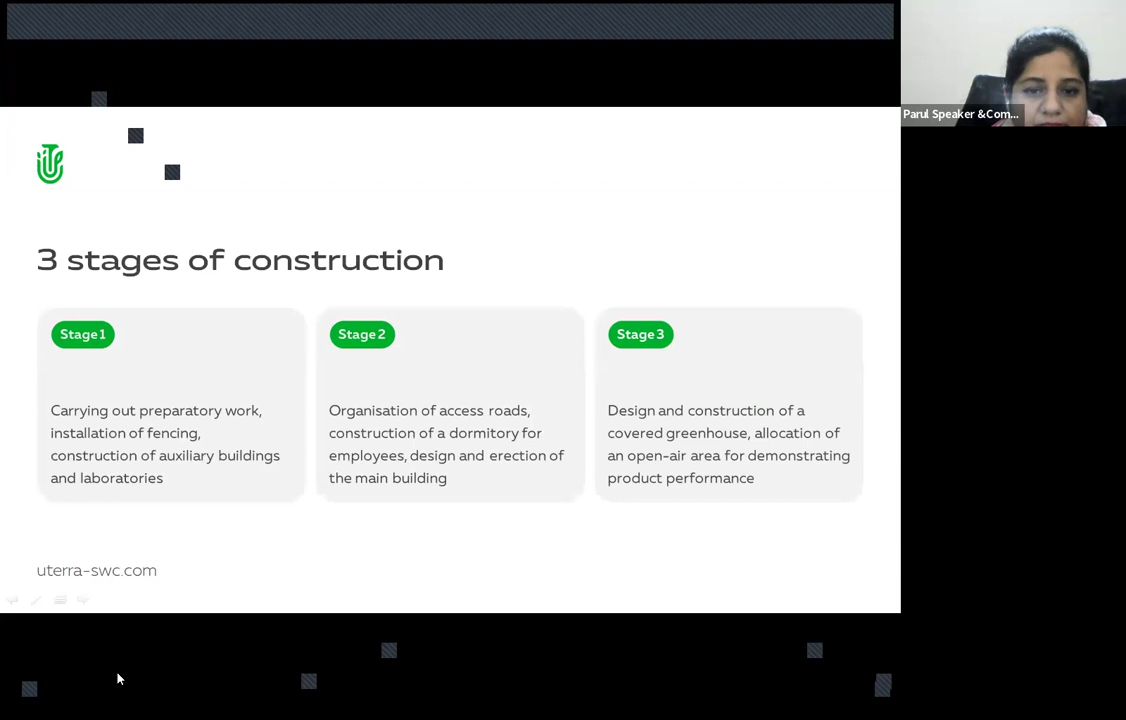 Parul Speaker &Com...
3 stages of construction
Stage 1
Carrying out preparatory work,
installation of fencing,
construction of auxiliary buildings
and laboratories
Stage 2
Organisation of access roads,
construction of a dormitory for
employees, design and erection of
the main building
Stage 3
Design and construction of a
covered greenhouse, allocation of
an open-air area for demonstrating
product performance
uterra-swc.com